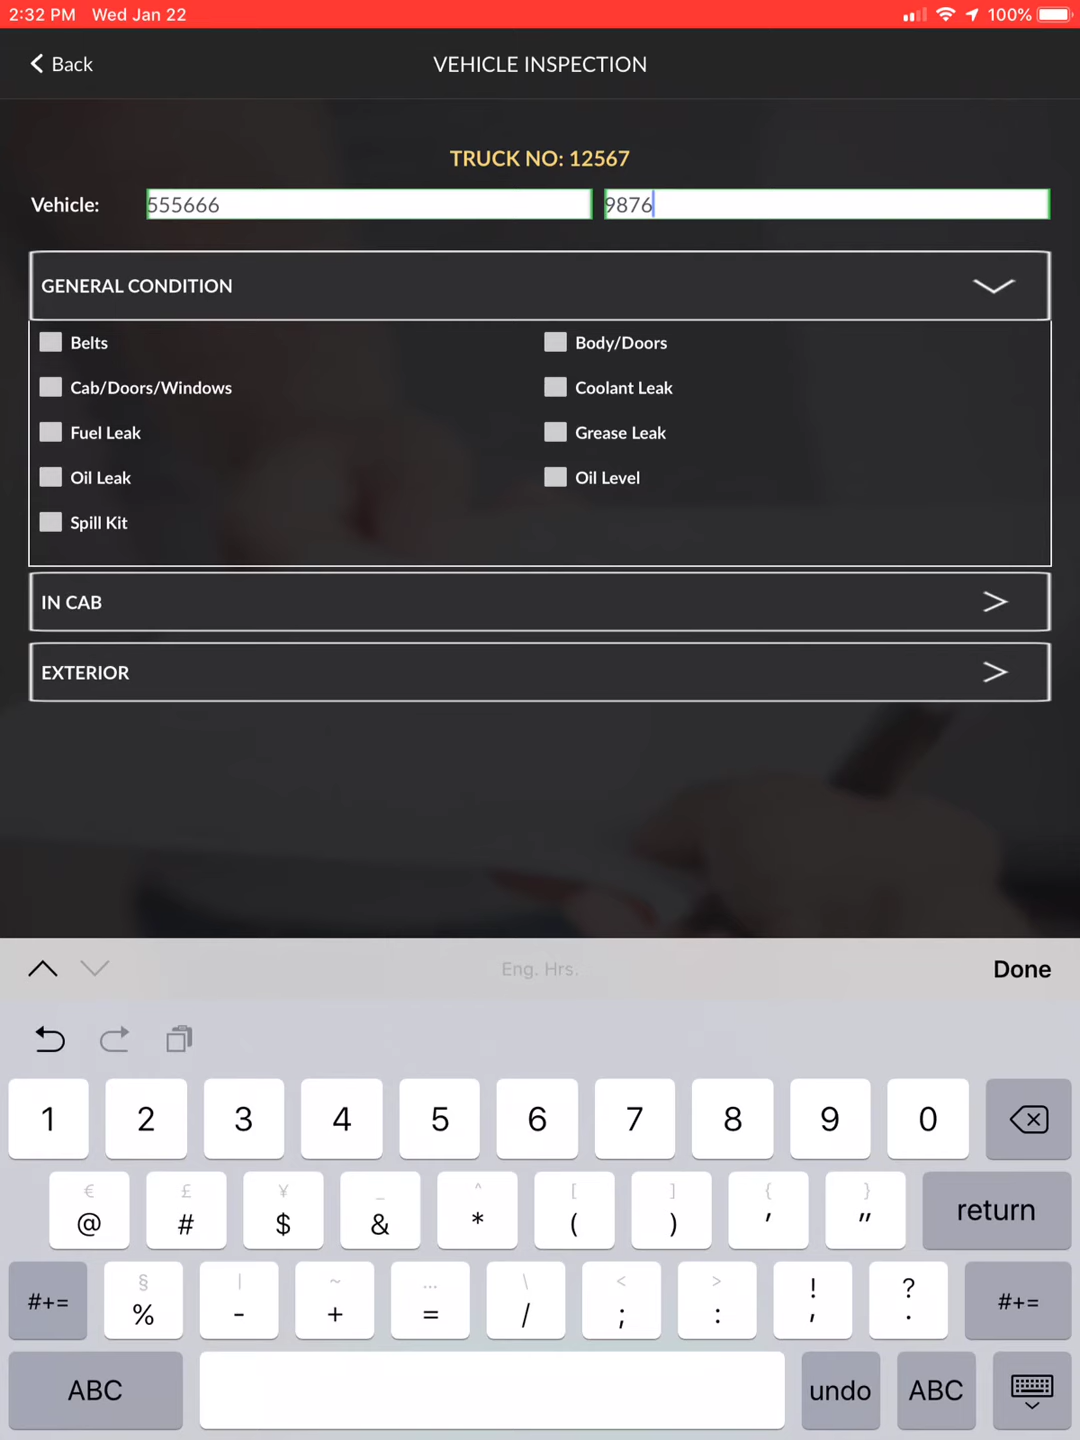 2:32 PM Wed Jan 22 100%
Back VEHICLE INSPECTION
TRUCK NO: 12567
Vehicle: 555666 9876
GENERAL CONDITION
Belts Body/Doors
Cab/Doors/Windows Coolant Leak
Fuel Leak Grease Leak
Oil Leak Oil Level
Spill Kit
IN CAB >
EXTERIOR >
Eng. Hrs. Done
1 2 3 4 5 6 7 8 9 0
€ £ ¥ _ ^ [ ] { }
@ # $ & * ( ) ' " return
§ | ~ … \ < > ! ?
#+= % - + = / ; : , . #+=
ABC undo ABC